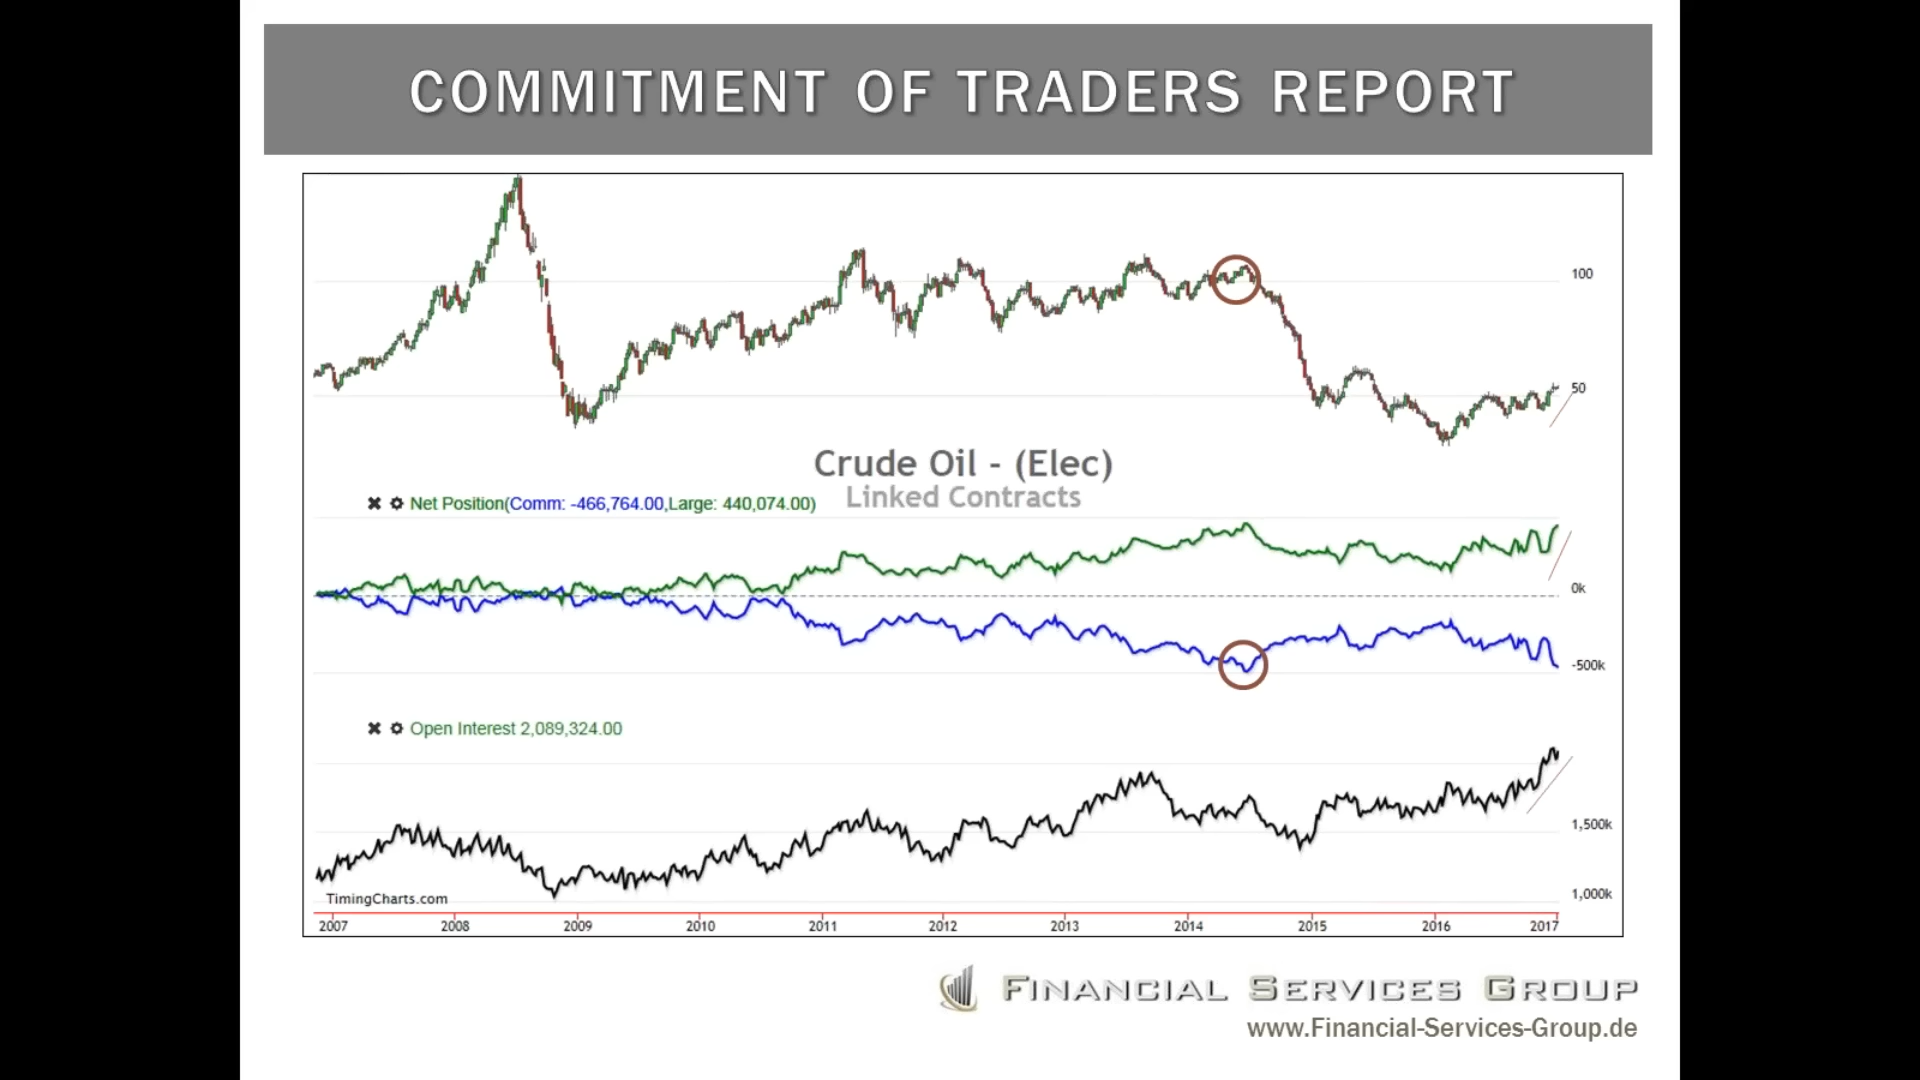 COMMITMENT OF TRADERS REPORT
100
50
Crude Oil - (Elec)
Linked Contracts
Net Position(Comm: -466,764.00,Large: 440,074.00)
0k
-500k
Open Interest 2,089,324.00
1,500k
1,000k
TimingCharts.com
2007 2008 2009 2010 2011 2012 2013 2014 2015 2016 2017
FINANCIAL SERVICES GROUP
www.Financial-Services-Group.de